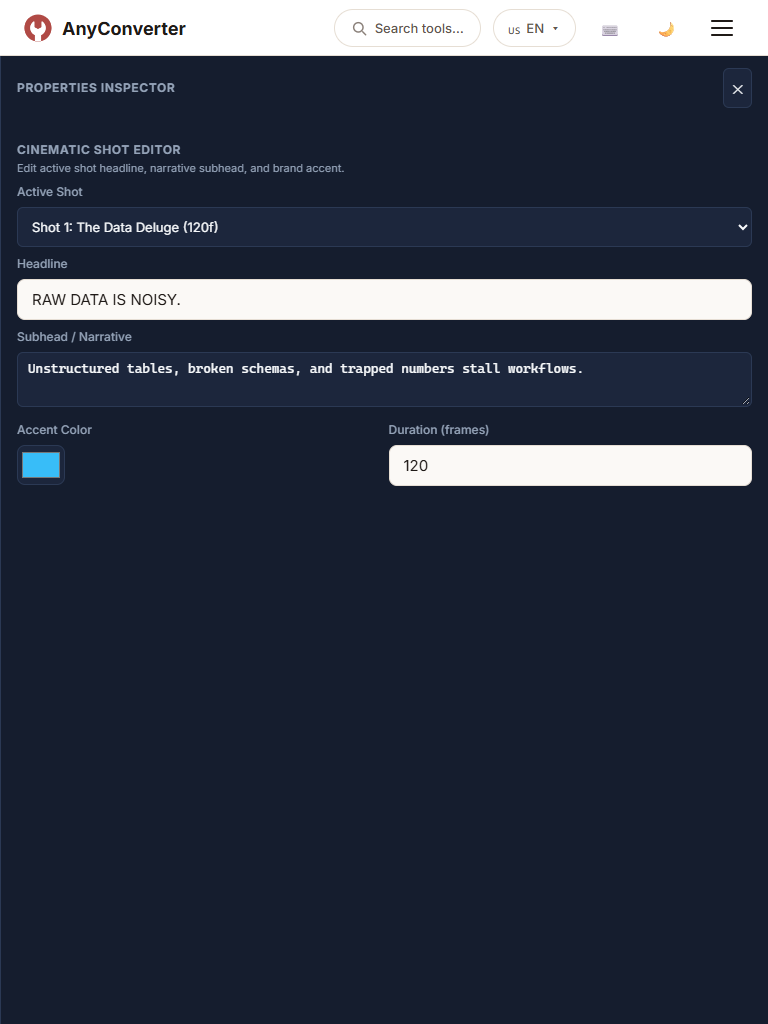 AnyConverter
Search tools...
US EN
PROPERTIES INSPECTOR
CINEMATIC SHOT EDITOR
Edit active shot headline, narrative subhead, and brand accent.
Active Shot
Shot 1: The Data Deluge (120f)
Headline
RAW DATA IS NOISY.
Subhead / Narrative
Unstructured tables, broken schemas, and trapped numbers stall workflows.
Accent Color
Duration (frames)
120